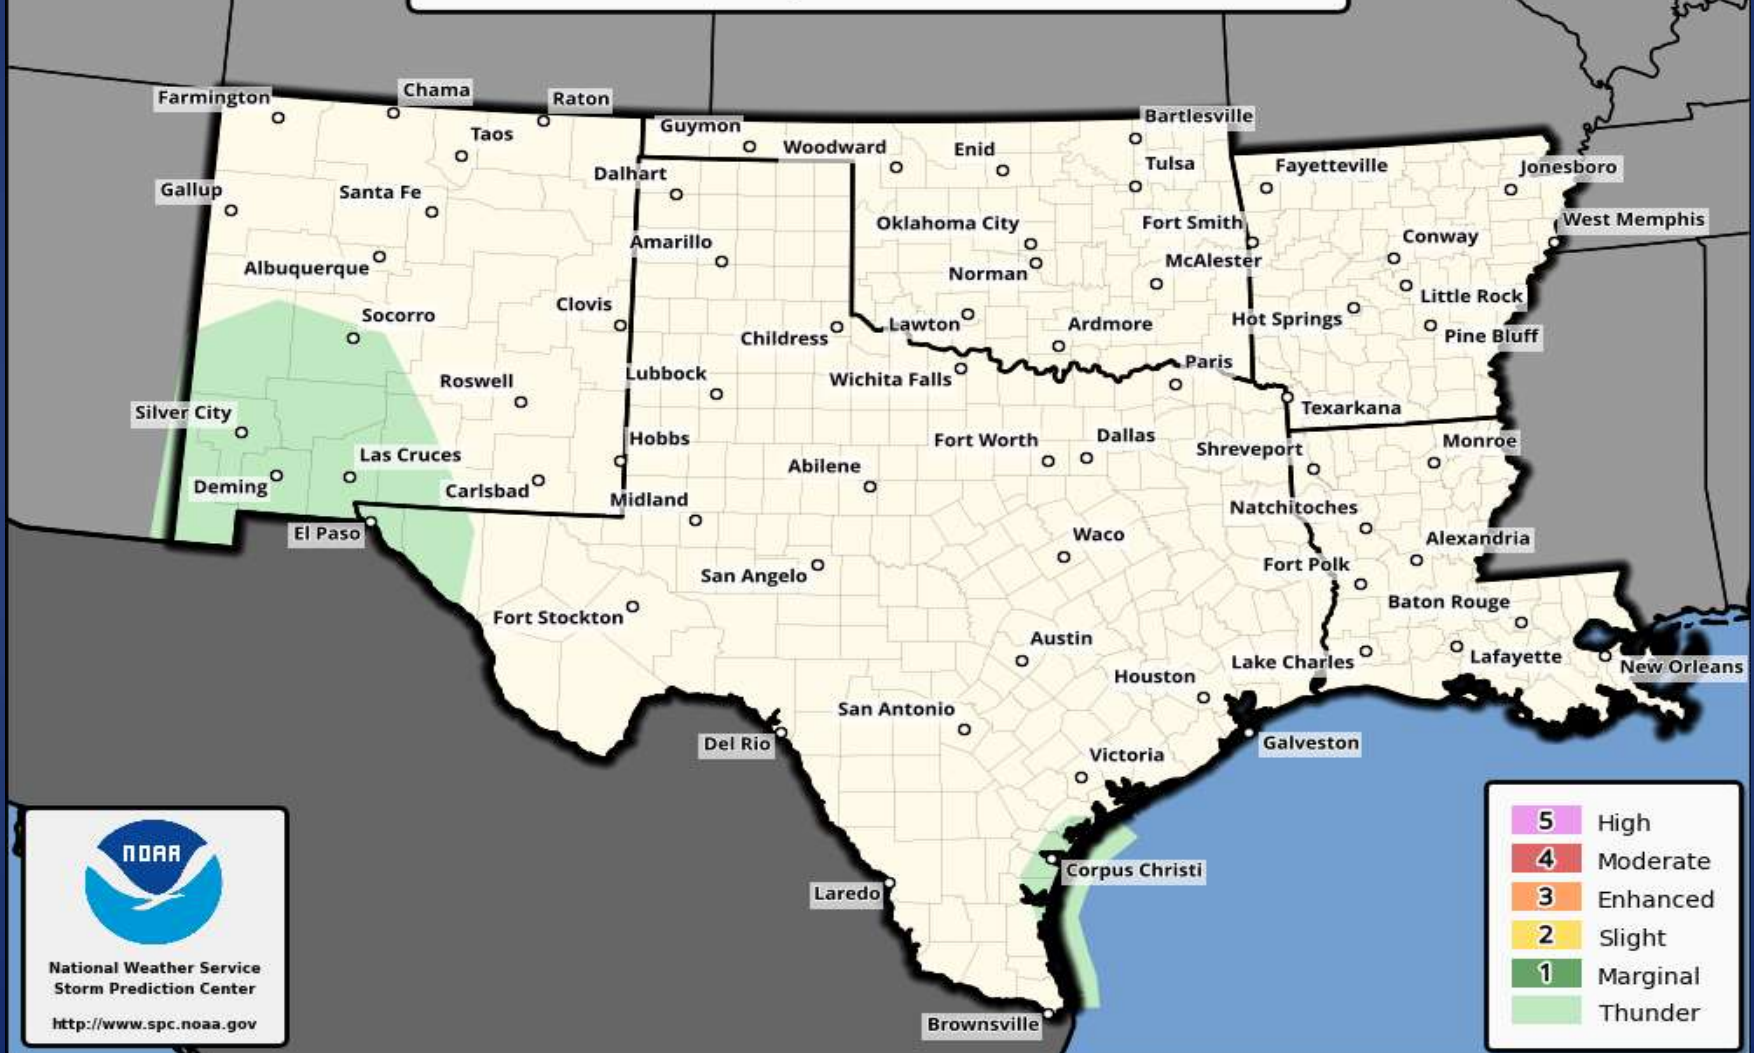 Farmington
Chama
Raton
Taos
Guymon
Woodward
Enid
Bartlesville
Tulsa
Fayetteville
Jonesboro
Gallup
Santa Fe
Dalhart
Oklahoma City
Fort Smith
West Memphis
Albuquerque
Amarillo
Norman
McAlester
Conway
Little Rock
Socorro
Clovis
Childress
Lawton
Ardmore
Hot Springs
Pine Bluff
Roswell
Lubbock
Wichita Falls
Paris
Texarkana
Silver City
Hobbs
Fort Worth
Dallas
Shreveport
Monroe
Las Cruces
Abilene
Deming
Carlsbad
Midland
Natchitoches
El Paso
Waco
Alexandria
San Angelo
Fort Polk
Fort Stockton
Baton Rouge
Austin
Lake Charles
Lafayette
New Orleans
Houston
San Antonio
Del Rio
Galveston
Victoria
Corpus Christi
Laredo
Brownsville
NOAA
National Weather Service
Storm Prediction Center
http://www.spc.noaa.gov
5 High
4 Moderate
3 Enhanced
2 Slight
1 Marginal
Thunder